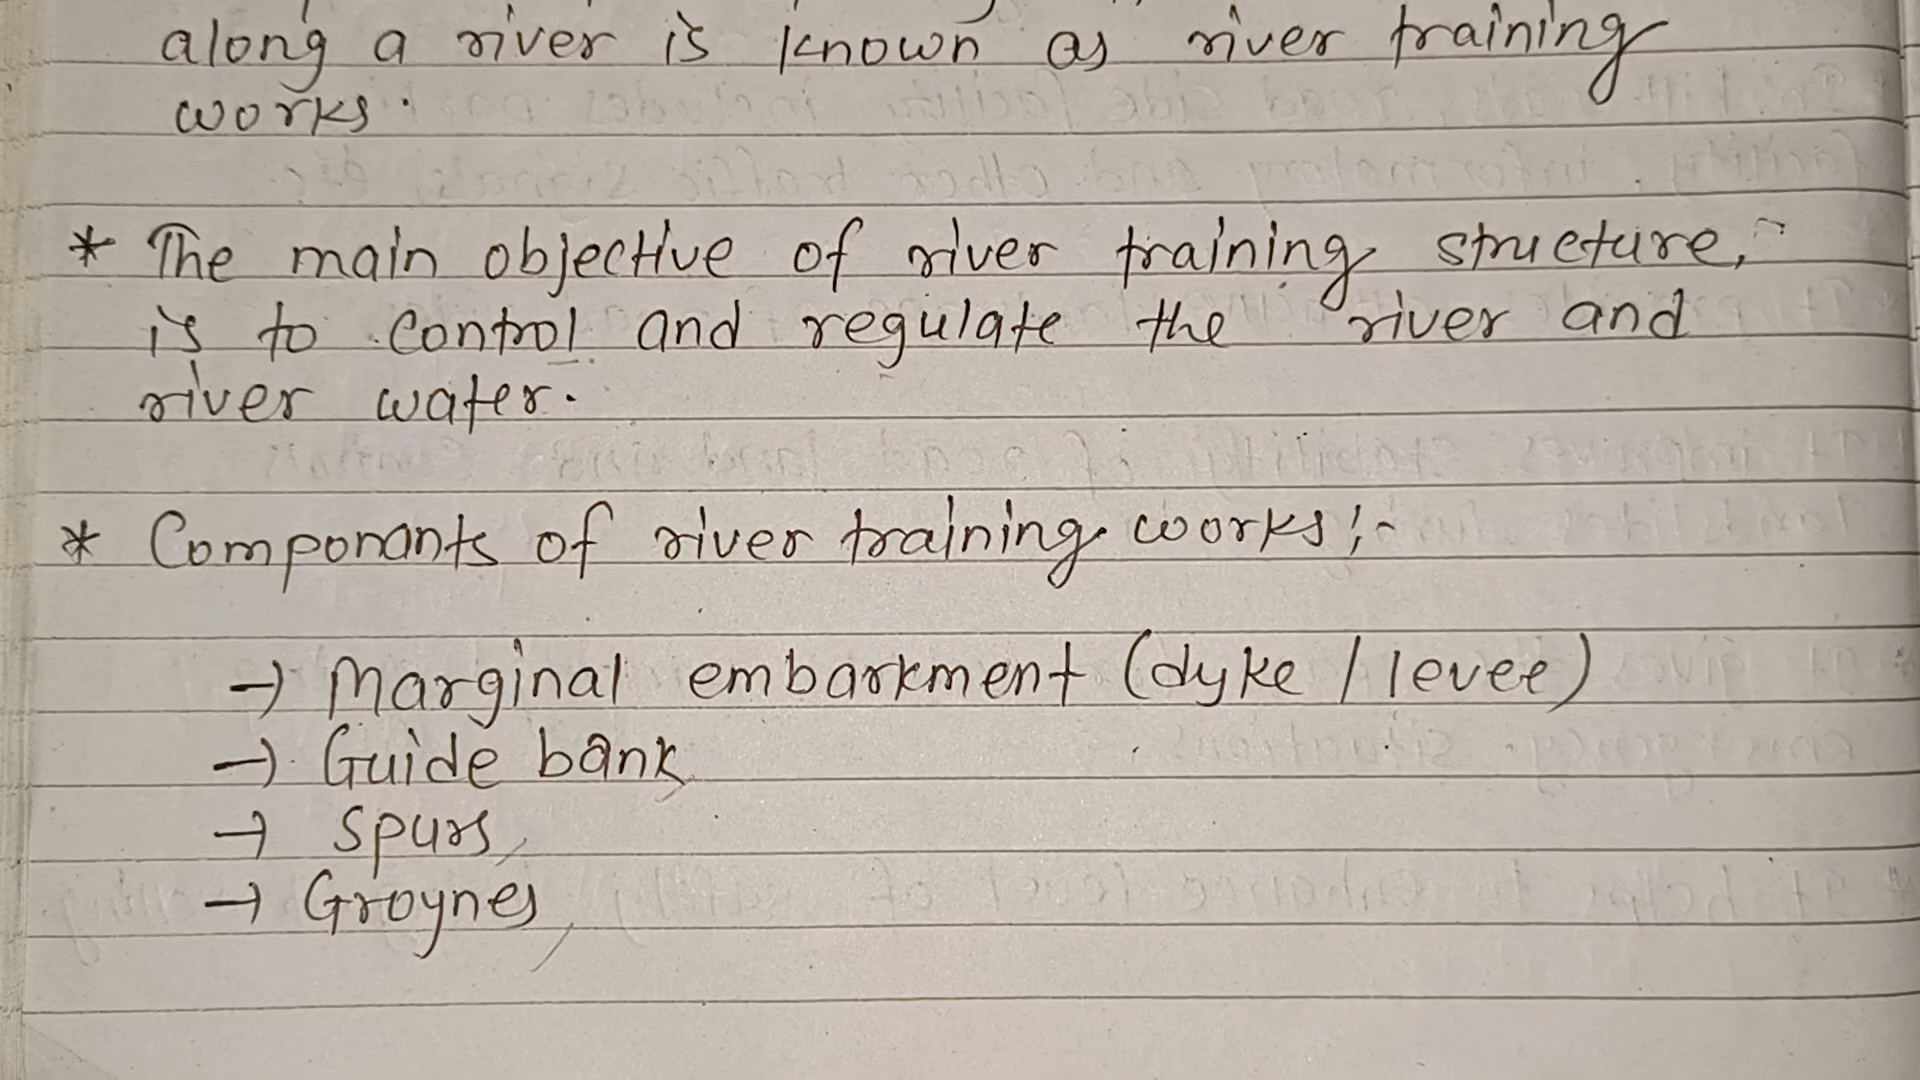 along a river is known as river training
works.
* The main objective of river training structure,
is to control and regulate the river and
river water.
* Componants of river training works :-
→ Marginal embarkment (dyke / levee)
→ Guide bank
→ Spurs,
→ Groynes,